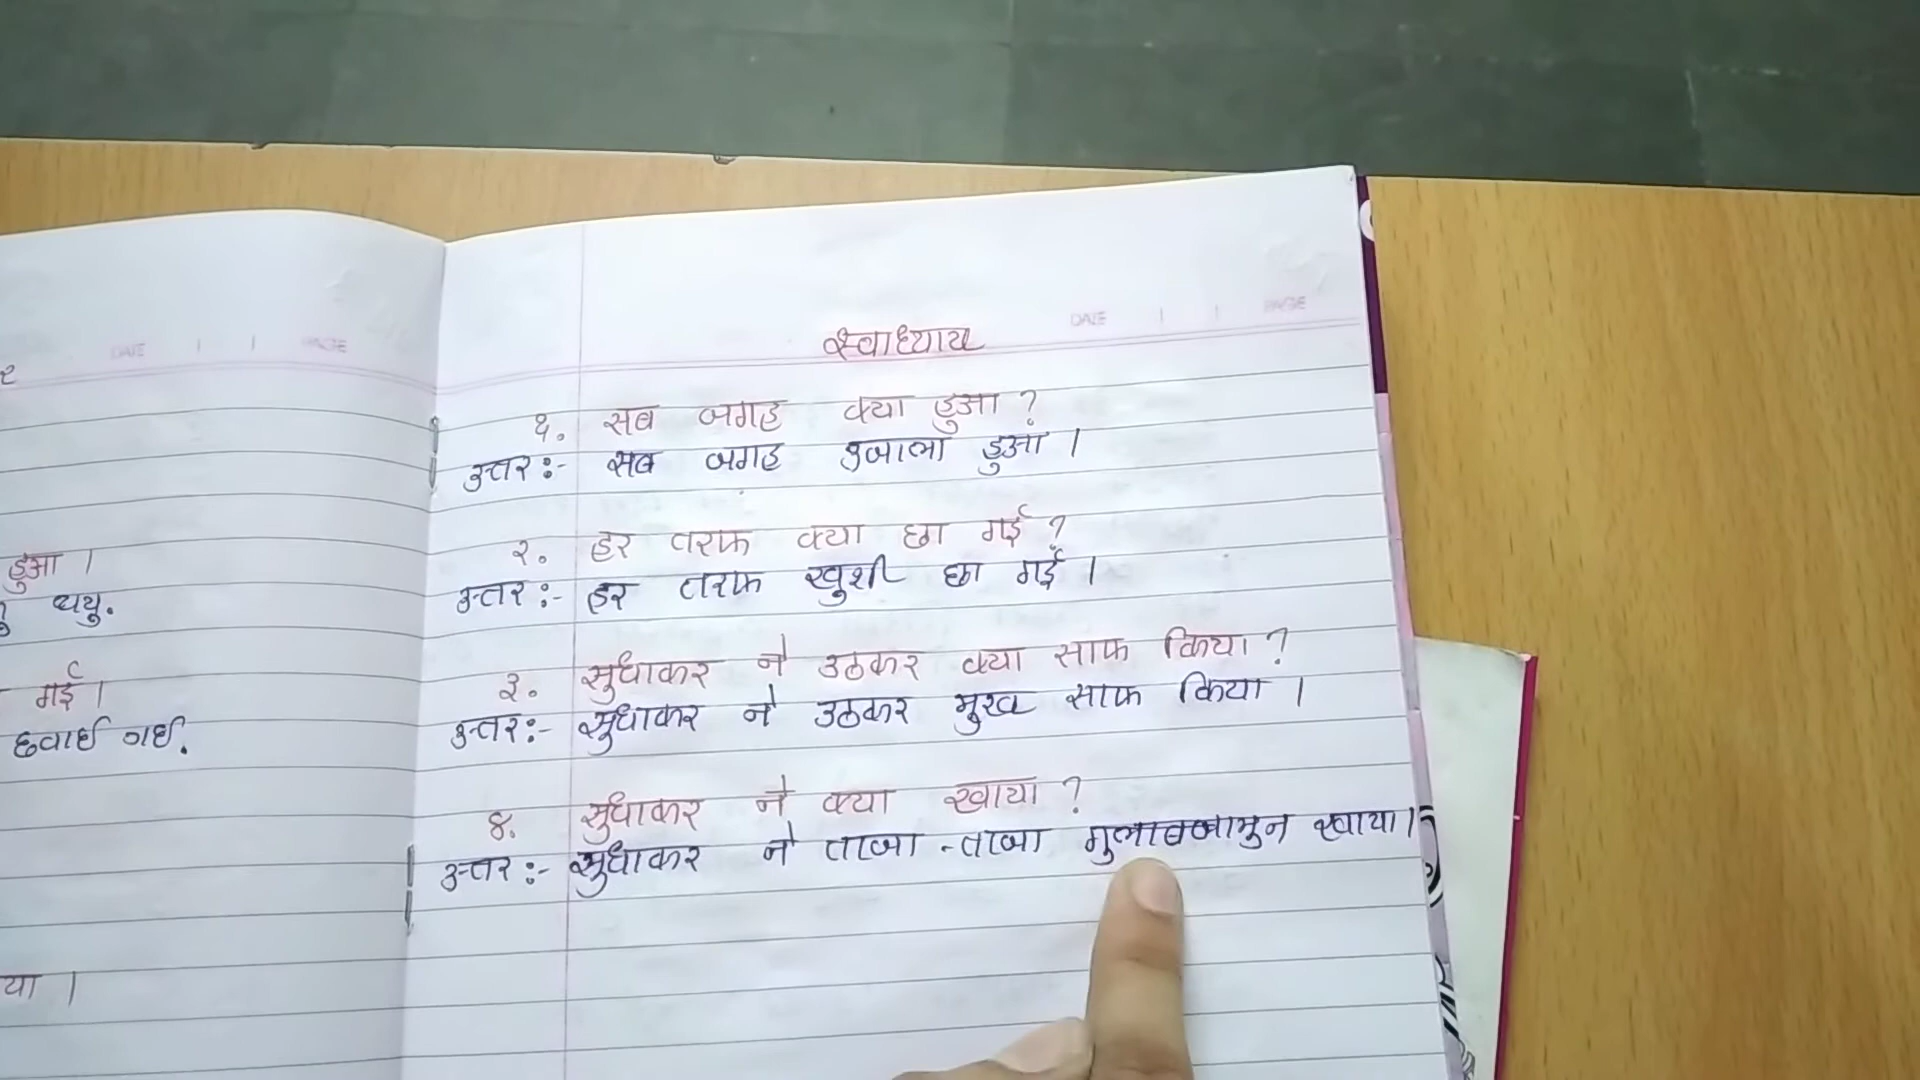 DATE PAGE
हुआ ।
थयु.
गई ।
छवाई गई.
या ।
DATE PAGE
स्वाध्याय
१. सब जगह क्या हुआ ?
उत्तर :- सब जगह उजाला हुआ ।
२. हर तरफ क्या छा गई ?
उत्तर :- हर तरफ खुशी छा गई ।
३. सुधाकर ने उठकर क्या साफ किया ?
उत्तर :- सुधाकर ने उठकर मुख साफ किया ।
४. सुधाकर ने क्या खाया ?
उत्तर :- सुधाकर ने ताजा -ताजा गुलाबजामुन खाया ।